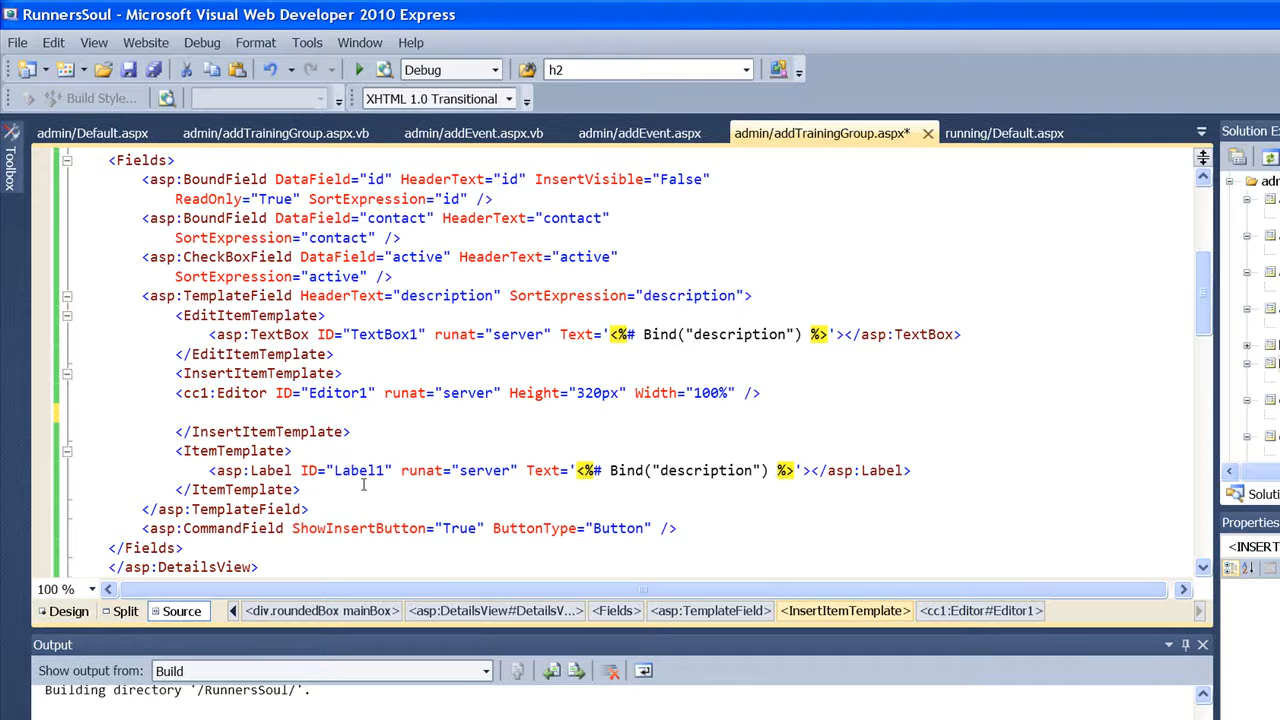 RunnersSoul - Microsoft Visual Web Developer 2010 Express
File Edit View Website Debug Format Tools Window Help
Debug h2
Build Style... XHTML 1.0 Transitional
admin/Default.aspx admin/addTrainingGroup.aspx.vb admin/addEvent.aspx.vb admin/addEvent.aspx admin/addTrainingGroup.aspx* running/Default.aspx Solution Ex
Toolbox
<Fields>
<asp:BoundField DataField="id" HeaderText="id" InsertVisible="False"
ReadOnly="True" SortExpression="id" />
<asp:BoundField DataField="contact" HeaderText="contact"
SortExpression="contact" />
<asp:CheckBoxField DataField="active" HeaderText="active"
SortExpression="active" />
<asp:TemplateField HeaderText="description" SortExpression="description">
<EditItemTemplate>
<asp:TextBox ID="TextBox1" runat="server" Text='<%# Bind("description") %>'></asp:TextBox>
</EditItemTemplate>
<InsertItemTemplate>
<cc1:Editor ID="Editor1" runat="server" Height="320px" Width="100%" />
</InsertItemTemplate>
<ItemTemplate>
<asp:Label ID="Label1" runat="server" Text='<%# Bind("description") %>'></asp:Label>
</ItemTemplate>
</asp:TemplateField>
<asp:CommandField ShowInsertButton="True" ButtonType="Button" />
</Fields>
</asp:DetailsView>
adm
Solutio
Properties
<INSERT
100 %
Design Split Source <div.roundedBox mainBox> <asp:DetailsView#DetailsV...> <Fields> <asp:TemplateField> <InsertItemTemplate> <cc1:Editor#Editor1>
Output
Show output from: Build
Building directory '/RunnersSoul/'.